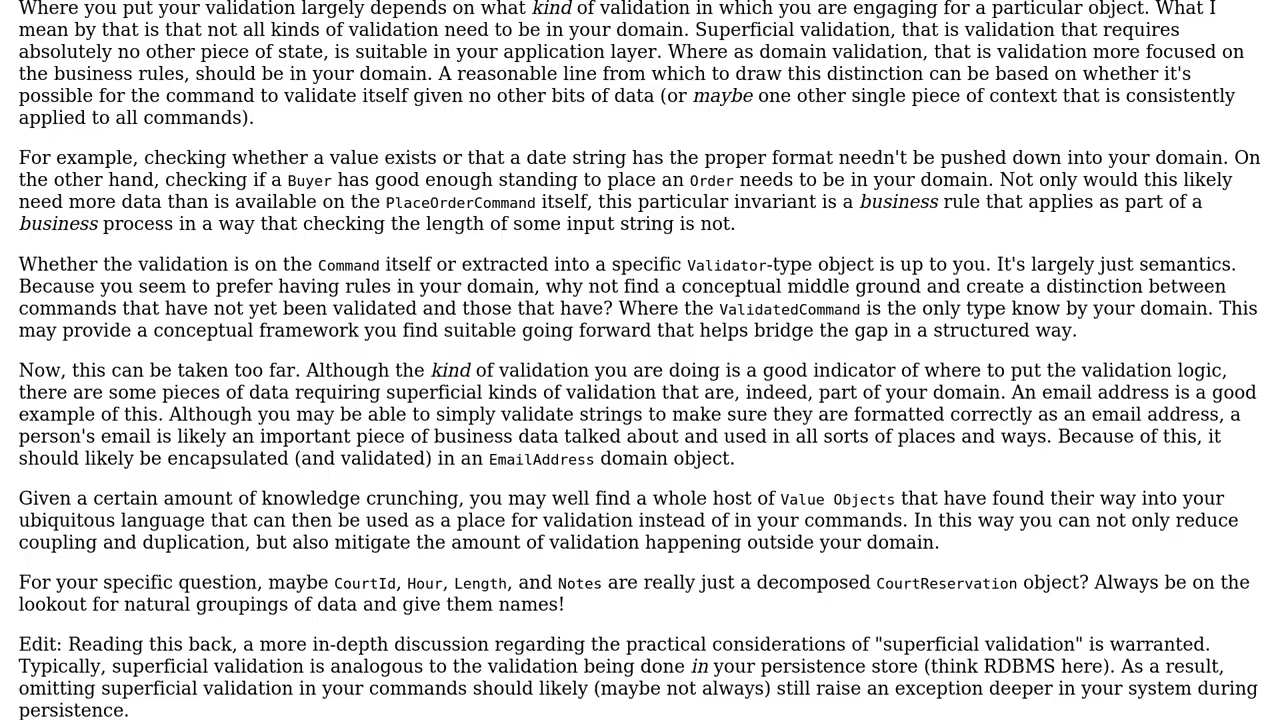 Where you put your validation largely depends on what kind of validation in which you are engaging for a particular object. What I
mean by that is that not all kinds of validation need to be in your domain. Superficial validation, that is validation that requires
absolutely no other piece of state, is suitable in your application layer. Where as domain validation, that is validation more focused on
the business rules, should be in your domain. A reasonable line from which to draw this distinction can be based on whether it's
possible for the command to validate itself given no other bits of data (or maybe one other single piece of context that is consistently
applied to all commands).
For example, checking whether a value exists or that a date string has the proper format needn't be pushed down into your domain. On
the other hand, checking if a Buyer has good enough standing to place an Order needs to be in your domain. Not only would this likely
need more data than is available on the PlaceOrderCommand itself, this particular invariant is a business rule that applies as part of a
business process in a way that checking the length of some input string is not.
Whether the validation is on the Command itself or extracted into a specific Validator-type object is up to you. It's largely just semantics.
Because you seem to prefer having rules in your domain, why not find a conceptual middle ground and create a distinction between
commands that have not yet been validated and those that have? Where the ValidatedCommand is the only type know by your domain. This
may provide a conceptual framework you find suitable going forward that helps bridge the gap in a structured way.
Now, this can be taken too far. Although the kind of validation you are doing is a good indicator of where to put the validation logic,
there are some pieces of data requiring superficial kinds of validation that are, indeed, part of your domain. An email address is a good
example of this. Although you may be able to simply validate strings to make sure they are formatted correctly as an email address, a
person's email is likely an important piece of business data talked about and used in all sorts of places and ways. Because of this, it
should likely be encapsulated (and validated) in an EmailAddress domain object.
Given a certain amount of knowledge crunching, you may well find a whole host of Value Objects that have found their way into your
ubiquitous language that can then be used as a place for validation instead of in your commands. In this way you can not only reduce
coupling and duplication, but also mitigate the amount of validation happening outside your domain.
For your specific question, maybe CourtId, Hour, Length, and Notes are really just a decomposed CourtReservation object? Always be on the
lookout for natural groupings of data and give them names!
Edit: Reading this back, a more in-depth discussion regarding the practical considerations of "superficial validation" is warranted.
Typically, superficial validation is analogous to the validation being done in your persistence store (think RDBMS here). As a result,
omitting superficial validation in your commands should likely (maybe not always) still raise an exception deeper in your system during
persistence.